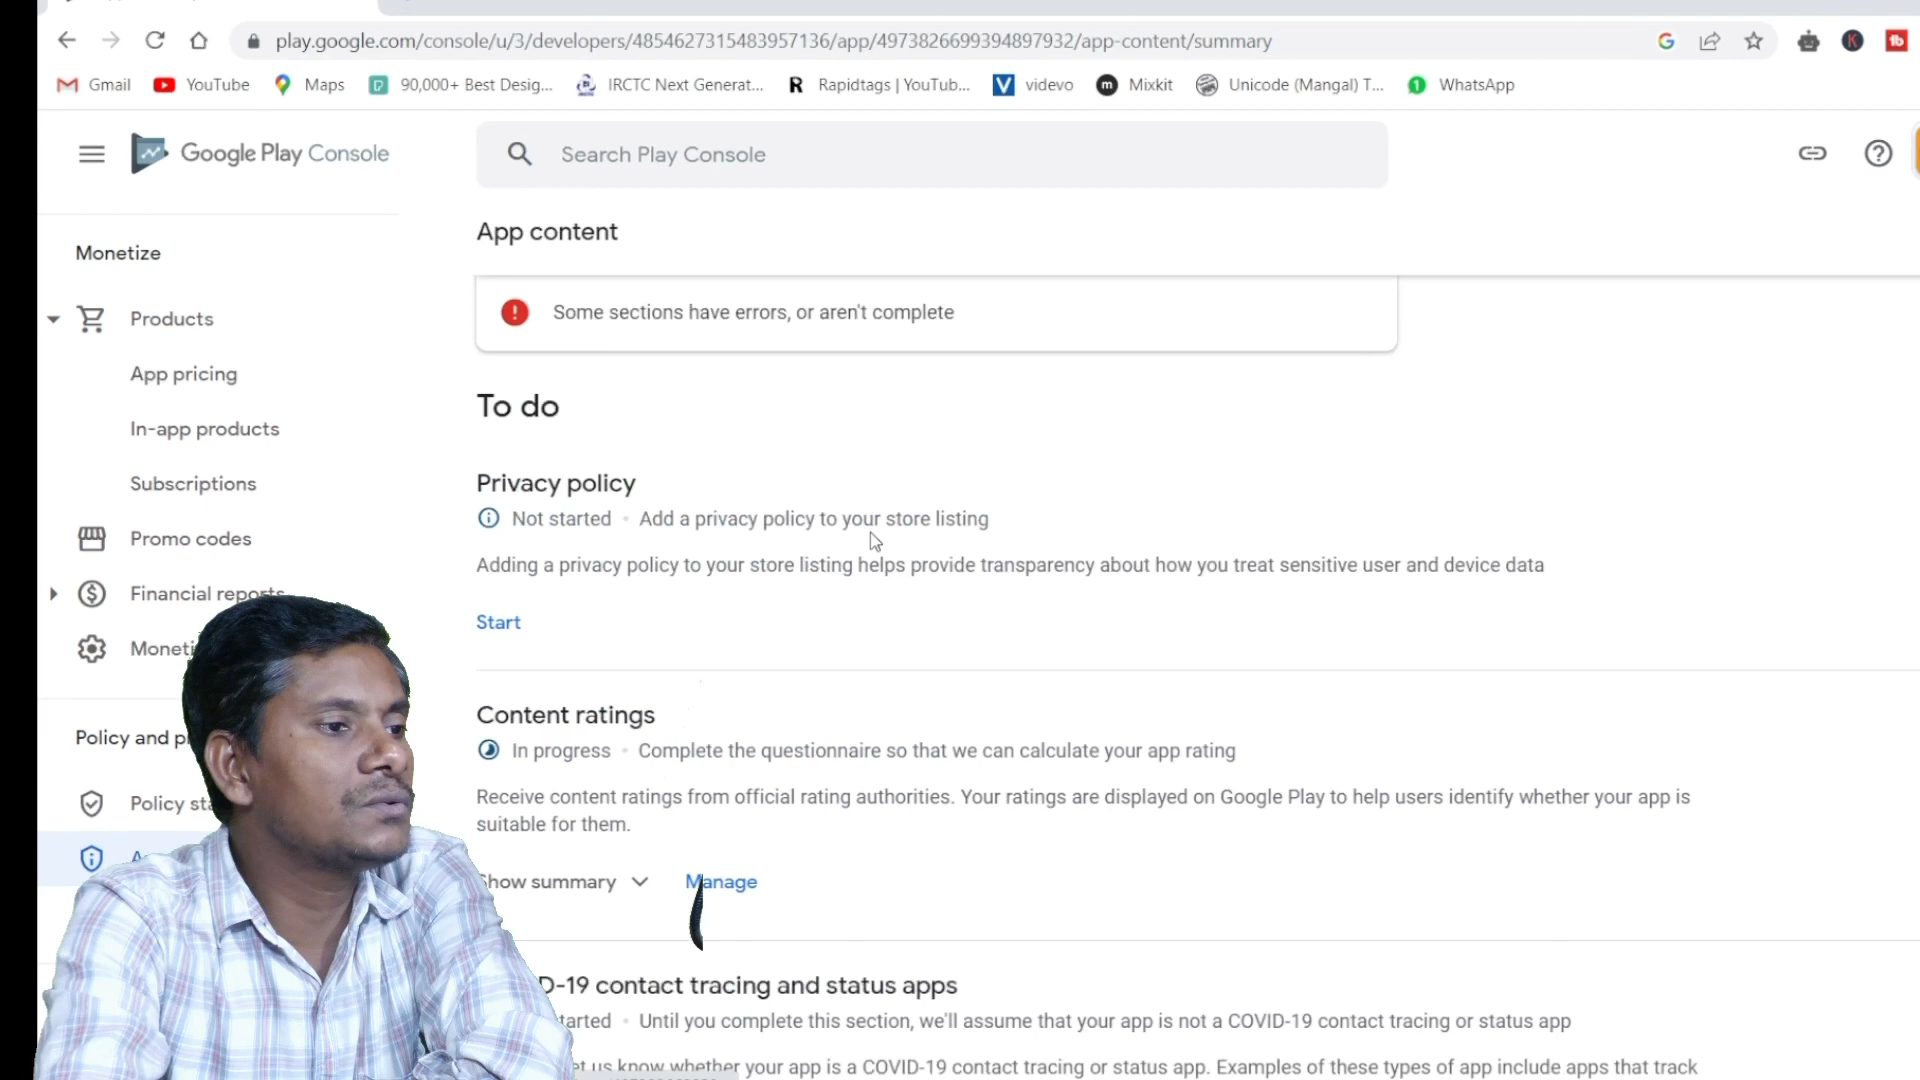 play.google.com/console/u/3/developers/4854627315483957136/app/4973826699394897932/app-content/summary
Gmail YouTube Maps 90,000+ Best Desig... IRCTC Next Generat... Rapidtags | YouTub... videvo Mixkit Unicode (Mangal) T... WhatsApp
Google Play Console
Search Play Console
App content
Monetize
Some sections have errors, or aren't complete
Products
App pricing
To do
In-app products
Subscriptions
Privacy policy
Not started • Add a privacy policy to your store listing
Promo codes
Adding a privacy policy to your store listing helps provide transparency about how you treat sensitive user and device data
Financial reports
Start
Content ratings
Policy and
In progress • Complete the questionnaire so that we can calculate your app rating
Policy
Receive content ratings from official rating authorities. Your ratings are displayed on Google Play to help users identify whether your app is
suitable for them.
Show summary Manage
D-19 contact tracing and status apps
tarted • Until you complete this section, we'll assume that your app is not a COVID-19 contact tracing or status app
et us know whether your app is a COVID-19 contact tracing or status app. Examples of these types of app include apps that track